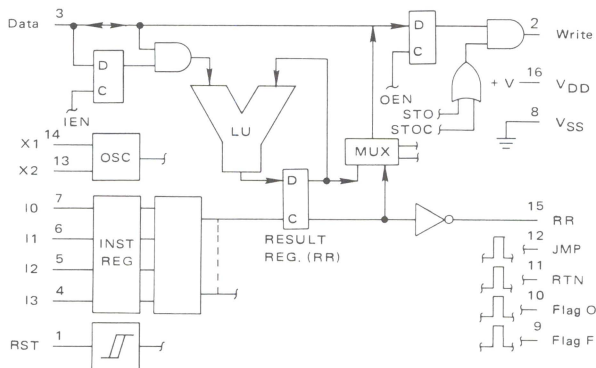 Data 3
D
C
IEN
LU
D
C
OEN
2 Write
STO
STOC
+ V 16 VDD
8 VSS
X1 14
X2 13
OSC
MUX
I0 7
I1 6
I2 5
I3 4
INST
REG
D
C
RESULT
REG. (RR)
15 RR
12 JMP
11 RTN
10 Flag O
9 Flag F
RST 1